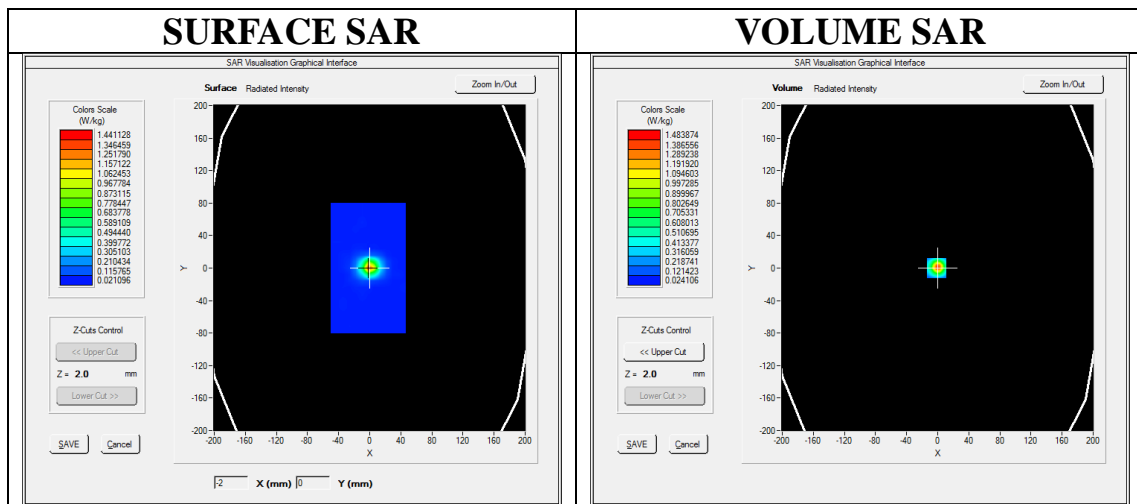 SURFACE SAR
SAR Visualisation Graphical Interface
Surface Radiated Intensity
Zoom In/Out
Colors Scale
(W/kg)
1.441128
1.346459
1.251790
1.157122
1.062453
0.967784
0.873115
0.778447
0.683778
0.589109
0.494440
0.399772
0.305103
0.210434
0.115765
0.021096
Z-Cuts Control
<< Upper Cut
Z = 2.0 mm
Lower Cut >>
SAVE Cancel
200
160
120
80
40
0
-40
-80
-120
-160
-200
Y
-200 -160 -120 -80 -40 0 40 80 120 160 200
X
-2 X (mm) 0 Y (mm)
VOLUME SAR
SAR Visualisation Graphical Interface
Volume Radiated Intensity
Zoom In/Out
Colors Scale
(W/kg)
1.483874
1.386556
1.289238
1.191920
1.094603
0.997285
0.899967
0.802649
0.705331
0.608013
0.510695
0.413377
0.316059
0.218741
0.121423
0.024106
Z-Cuts Control
<< Upper Cut
Z = 2.0 mm
Lower Cut >>
SAVE Cancel
200
160
120
80
40
0
-40
-80
-120
-160
-200
Y
-200 -160 -120 -80 -40 0 40 80 120 160 200
X